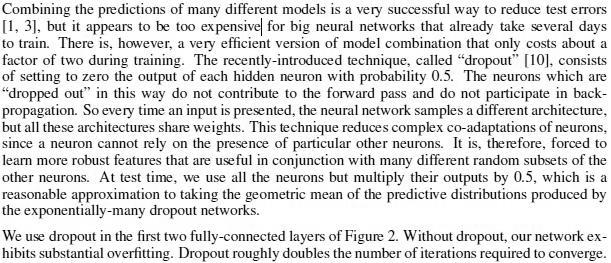 Combining the predictions of many different models is a very successful way to reduce test errors
[1, 3], but it appears to be too expensive for big neural networks that already take several days
to train. There is, however, a very efficient version of model combination that only costs about a
factor of two during training. The recently-introduced technique, called “dropout” [10], consists
of setting to zero the output of each hidden neuron with probability 0.5. The neurons which are
“dropped out” in this way do not contribute to the forward pass and do not participate in back-
propagation. So every time an input is presented, the neural network samples a different architecture,
but all these architectures share weights. This technique reduces complex co-adaptations of neurons,
since a neuron cannot rely on the presence of particular other neurons. It is, therefore, forced to
learn more robust features that are useful in conjunction with many different random subsets of the
other neurons. At test time, we use all the neurons but multiply their outputs by 0.5, which is a
reasonable approximation to taking the geometric mean of the predictive distributions produced by
the exponentially-many dropout networks.
We use dropout in the first two fully-connected layers of Figure 2. Without dropout, our network ex-
hibits substantial overfitting. Dropout roughly doubles the number of iterations required to converge.